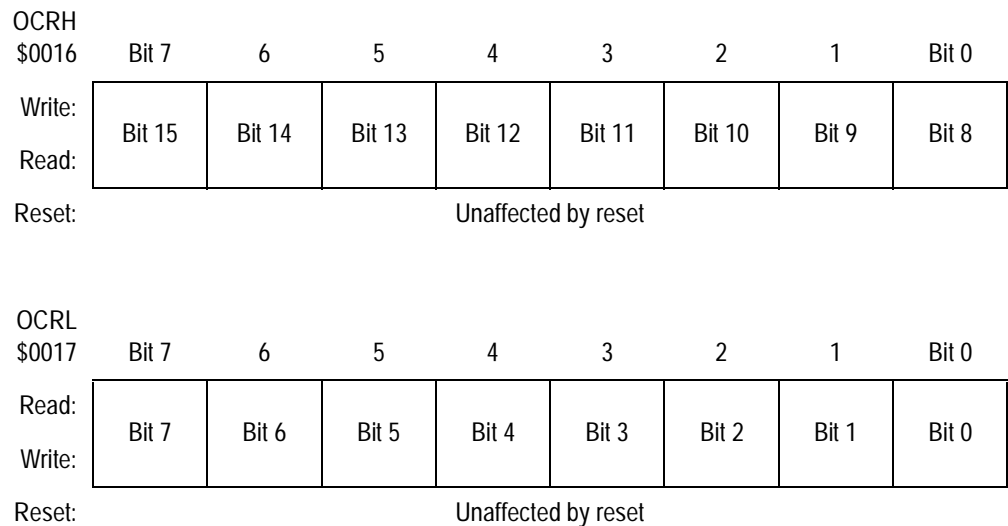 OCRH
$0016 Bit 7 6 5 4 3 2 1 Bit 0
Write:
Bit 15 Bit 14 Bit 13 Bit 12 Bit 11 Bit 10 Bit 9 Bit 8
Read:
Reset: Unaffected by reset
OCRL
$0017 Bit 7 6 5 4 3 2 1 Bit 0
Read:
Bit 7 Bit 6 Bit 5 Bit 4 Bit 3 Bit 2 Bit 1 Bit 0
Write:
Reset: Unaffected by reset